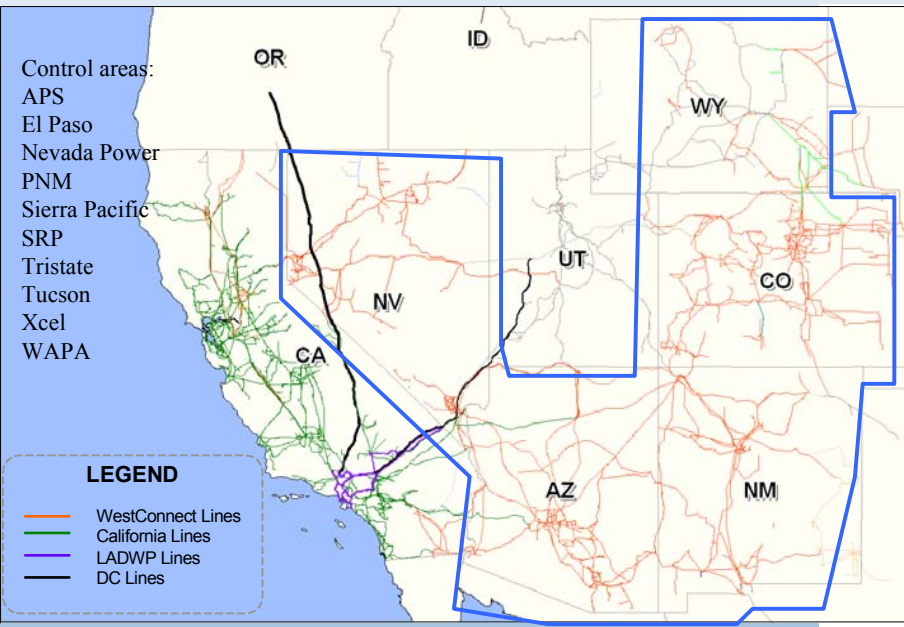 Control areas:
APS
El Paso
Nevada Power
PNM
Sierra Pacific
SRP
Tristate
Tucson
Xcel
WAPA
OR
ID
WY
UT
CO
NV
CA
AZ
NM
LEGEND
WestConnect Lines
California Lines
LADWP Lines
DC Lines